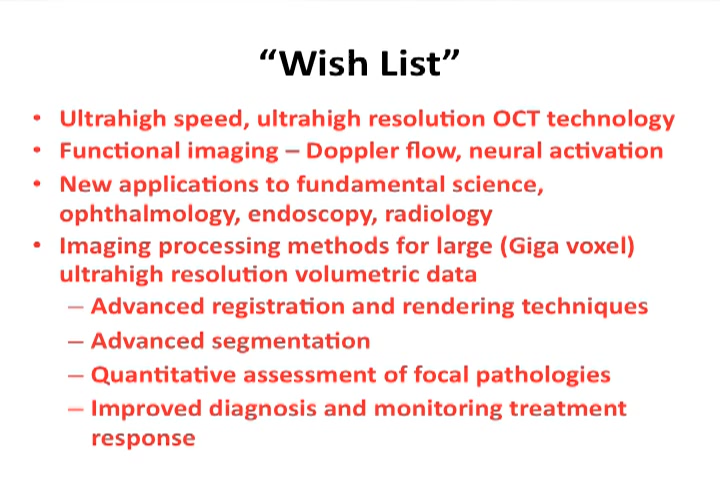 “Wish List”
• Ultrahigh speed, ultrahigh resolution OCT technology
• Functional imaging – Doppler flow, neural activation
• New applications to fundamental science,
ophthalmology, endoscopy, radiology
• Imaging processing methods for large (Giga voxel)
ultrahigh resolution volumetric data
– Advanced registration and rendering techniques
– Advanced segmentation
– Quantitative assessment of focal pathologies
– Improved diagnosis and monitoring treatment
response